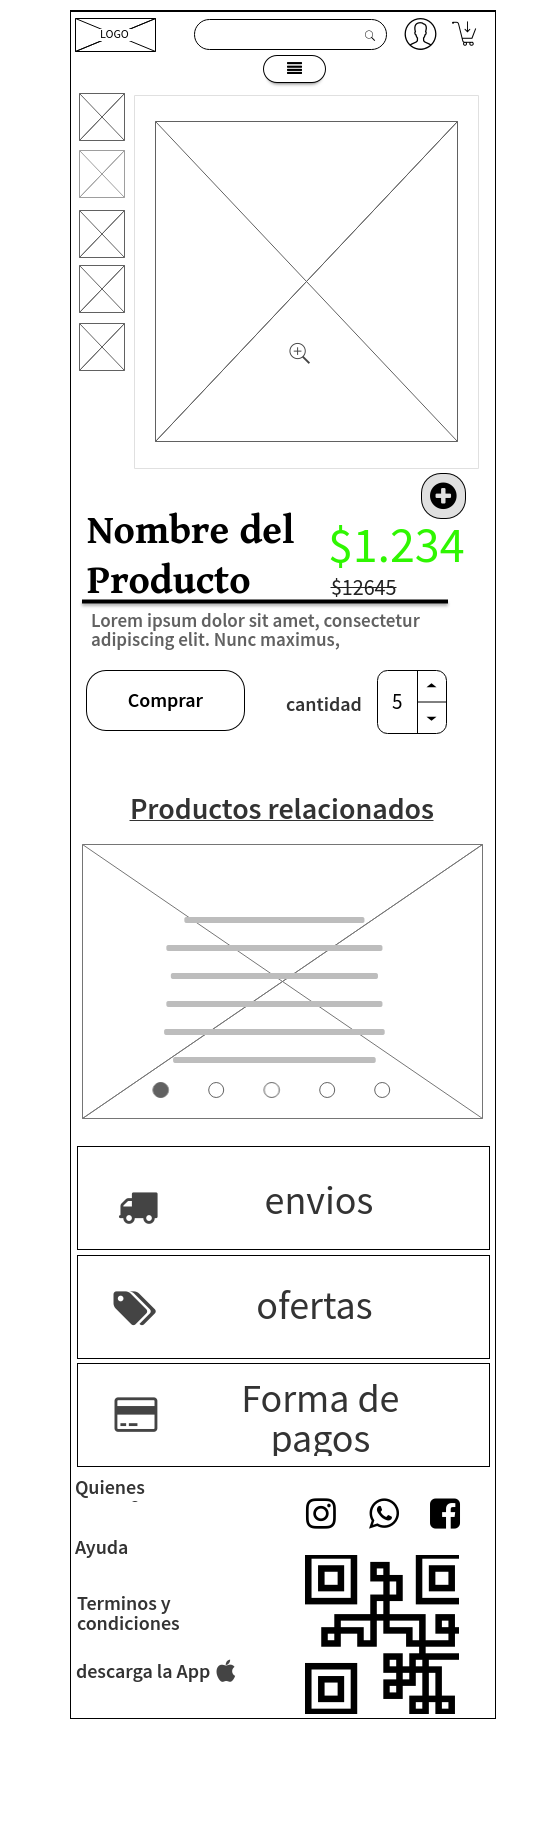 LOGO
Nombre del
Producto
$1.234
$12645
Lorem ipsum dolor sit amet, consectetur
adipiscing elit. Nunc maximus,
Comprar
cantidad
5
Productos relacionados
envios
ofertas
Forma de
pagos
Quienes
Ayuda
Terminos y
condiciones
descarga la App